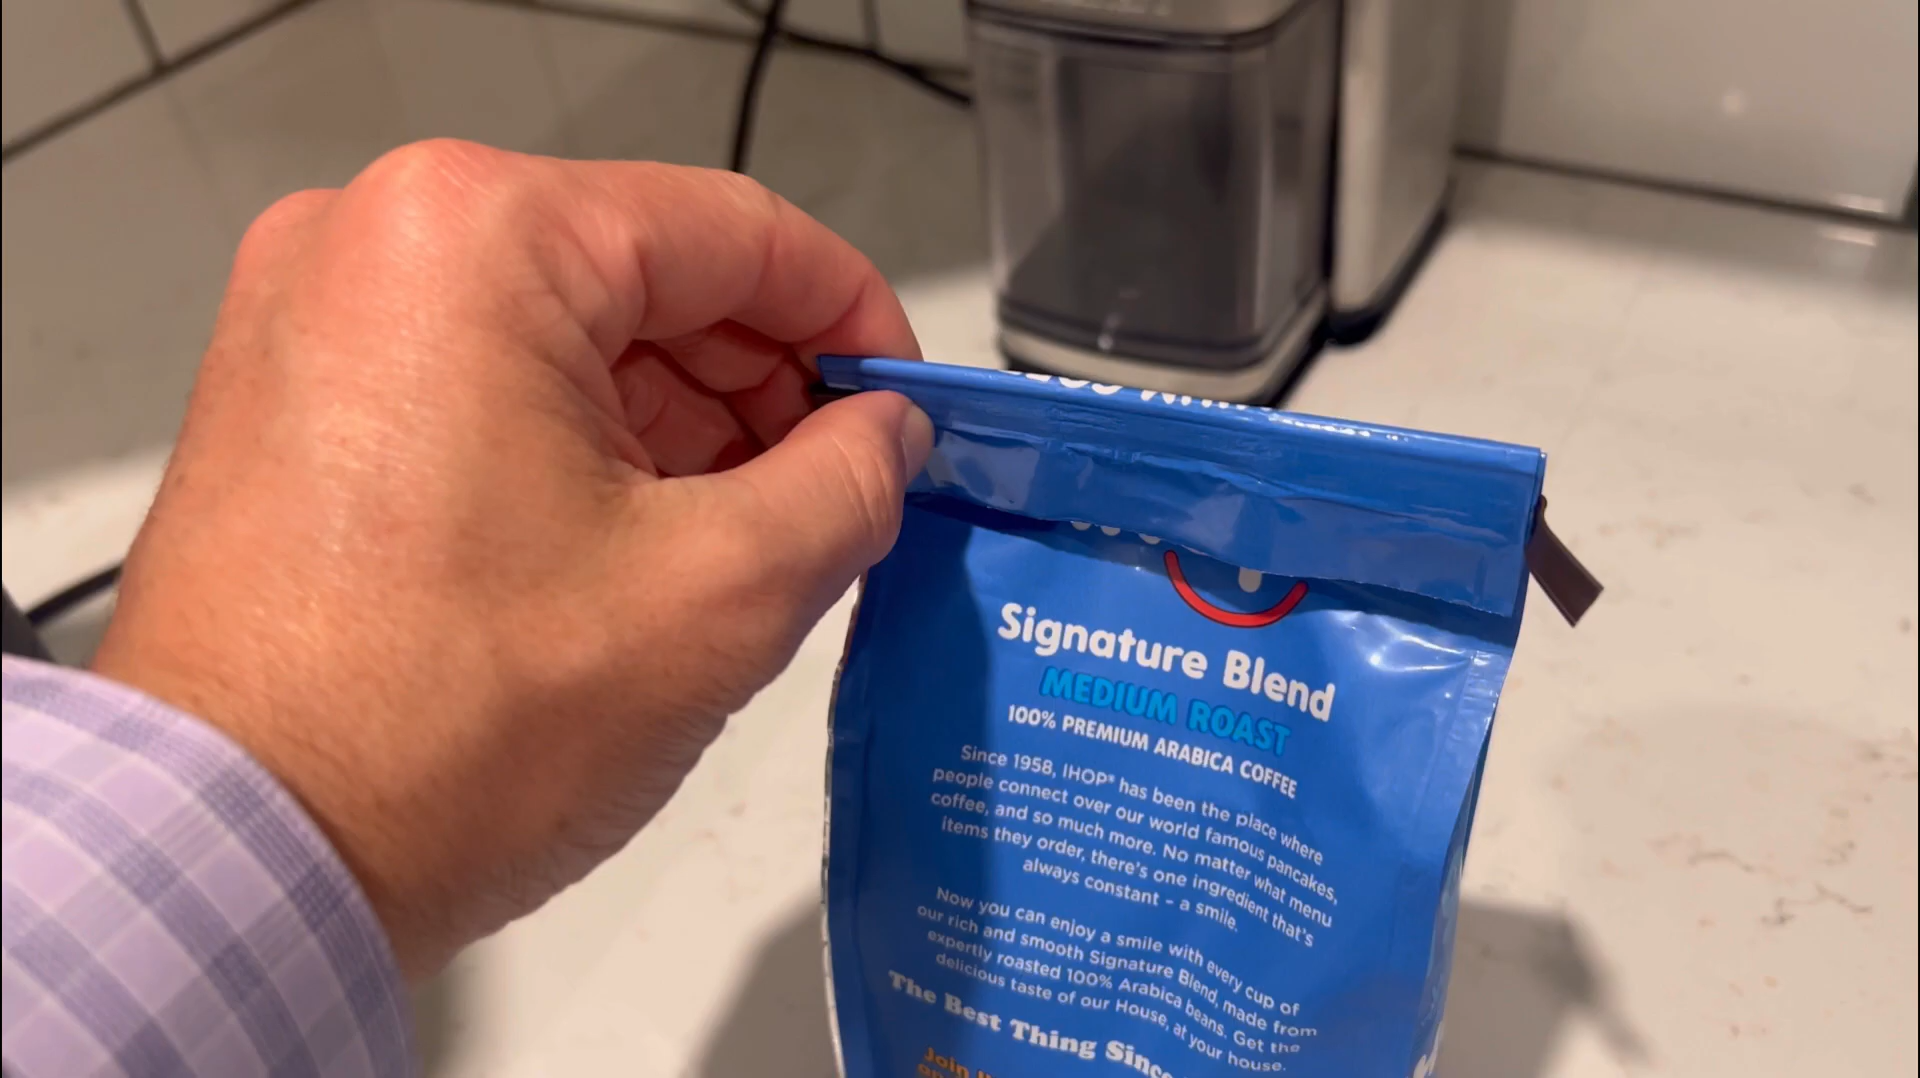 Signature Blend
MEDIUM ROAST
100% PREMIUM ARABICA COFFEE
Since 1958, IHOP® has been the place where
people connect over our world famous pancakes,
coffee, and so much more. No matter what menu
items they order, there's one ingredient that's
always constant – a smile.
Now you can enjoy a smile with every cup of
our rich and smooth Signature Blend, made from
expertly roasted 100% Arabica beans. Get the
delicious taste of our House, at your house.
The Best Thing Since
Join